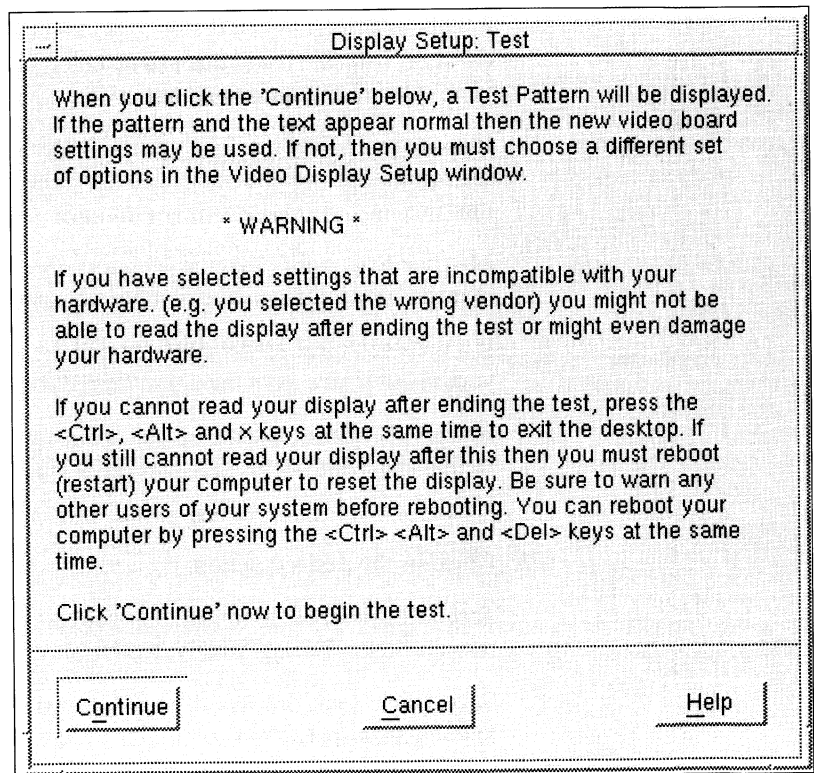 Display Setup: Test
When you click the 'Continue' below, a Test Pattern will be displayed.
If the pattern and the text appear normal then the new video board
settings may be used. If not, then you must choose a different set
of options in the Video Display Setup window.
* WARNING *
If you have selected settings that are incompatible with your
hardware. (e.g. you selected the wrong vendor) you might not be
able to read the display after ending the test or might even damage
your hardware.
If you cannot read your display after ending the test, press the
<Ctrl>, <Alt> and x keys at the same time to exit the desktop. If
you still cannot read your display after this then you must reboot
(restart) your computer to reset the display. Be sure to warn any
other users of your system before rebooting. You can reboot your
computer by pressing the <Ctrl> <Alt> and <Del> keys at the same
time.
Click 'Continue' now to begin the test.
Continue
Cancel
Help